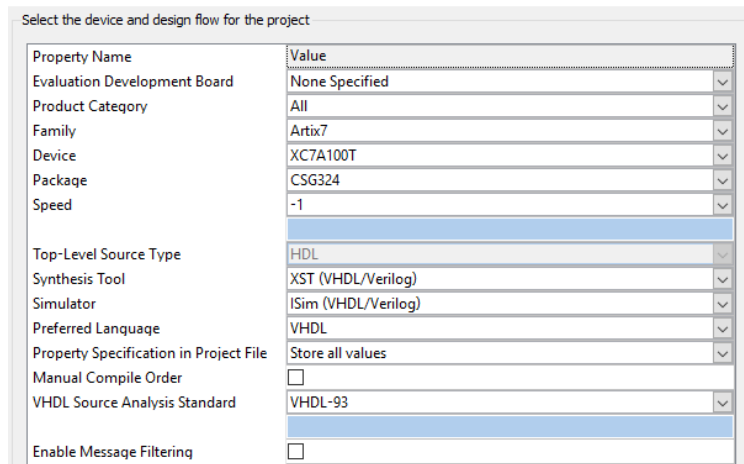 Select the device and design flow for the project
Property Name Value
Evaluation Development Board None Specified
Product Category All
Family Artix7
Device XC7A100T
Package CSG324
Speed -1
Top-Level Source Type HDL
Synthesis Tool XST (VHDL/Verilog)
Simulator ISim (VHDL/Verilog)
Preferred Language VHDL
Property Specification in Project File Store all values
Manual Compile Order
VHDL Source Analysis Standard VHDL-93
Enable Message Filtering